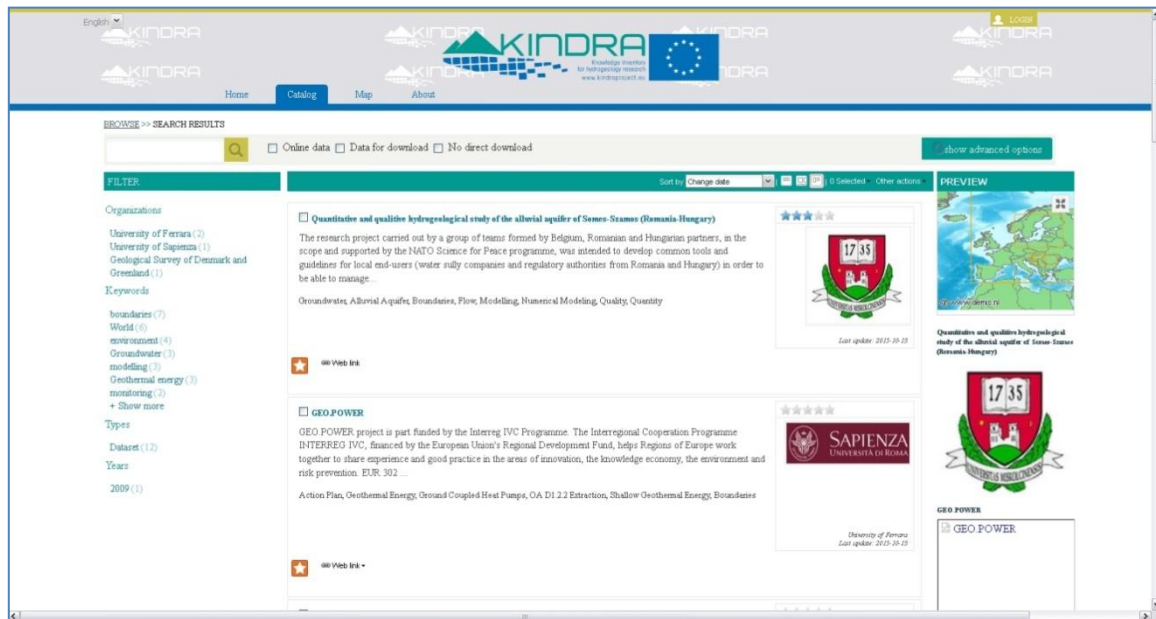 English
LOGIN
KINDRA
KINDRA
KINDRA
Knowledge Inventory
for hydrogeology research
www.kindraproject.eu
KINDRA
KINDRA
Home Catalog Map About
BROWSE >> SEARCH RESULTS
Online data Data for download No direct download
show advanced options
FILTER
Sort by Change date
0 Selected Other actions
PREVIEW
Organizations
University of Ferrara (2)
University of Sapienza (1)
Geological Survey of Denmark and
Greenland (1)
Keywords
boundaries (7)
World (6)
environment (4)
Groundwater (3)
modelling (3)
Geothermal energy (3)
monitoring (2)
+ Show more
Types
Dataset (12)
Years
2009 (1)
Quantitative and qualitive hydrogeological study of the alluvial aquifer of Somes-Szamos (Romania-Hungary)
The research project carried out by a group of teams formed by Belgium, Romanian and Hungarian partners, in the
scope and supported by the NATO Science for Peace programme, was intended to develop common tools and
guidelines for local end-users (water sully companies and regulatory authorities from Romania and Hungary) in order to
be able to manage...
Groundwater, Alluvial Aquifer, Boundaries, Flow, Modelling, Numerical Modeling, Quality, Quantity
17 35
Last update: 2015-10-15
Web link
GEO.POWER
GEO.POWER project is part funded by the Interreg IVC Programme. The Interregional Cooperation Programme
INTERREG IVC, financed by the European Union's Regional Development Fund, helps Regions of Europe work
together to share experience and good practice in the areas of innovation, the knowledge economy, the environment and
risk prevention. EUR 302 ...
Action Plan, Geothermal Energy, Ground Coupled Heat Pumps, OA D1.2.2 Extraction, Shallow Geothermal Energy, Boundaries
SAPIENZA
UNIVERSITÀ DI ROMA
University of Ferrara
Last update: 2015-10-15
Web link
www.demis.nl
Quantitative and qualitive hydrogeological
study of the alluvial aquifer of Somes-Szamos
(Romania-Hungary)
17 35
UNIVERSITAS MISKOLCINENSIS
GEO.POWER
GEO.POWER